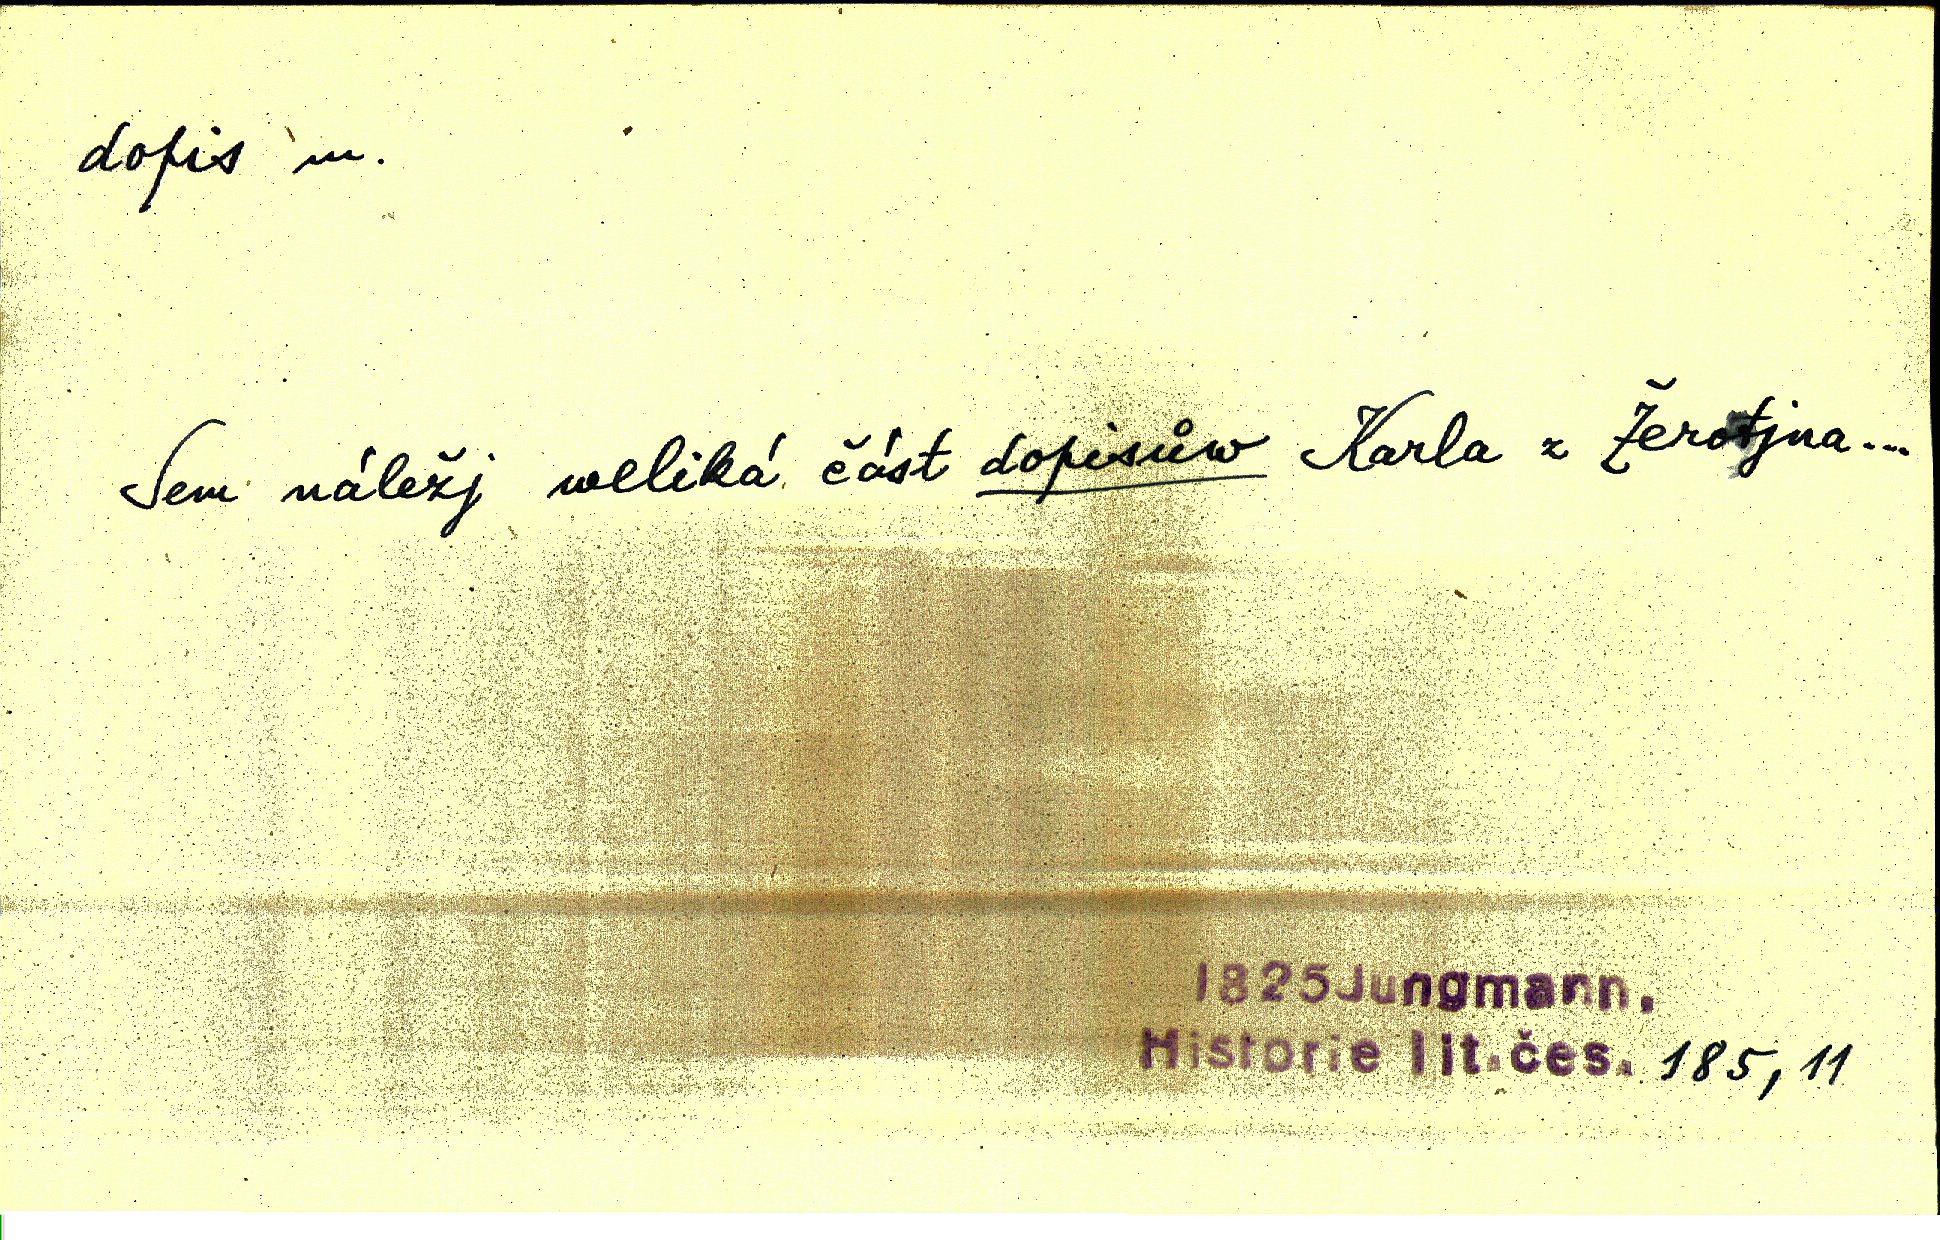 dopis m.
Sem náležj weliká část dopisůw Karla z Žerotjna...
1825 Jungmann,
Historie lit. čes. 185, 11